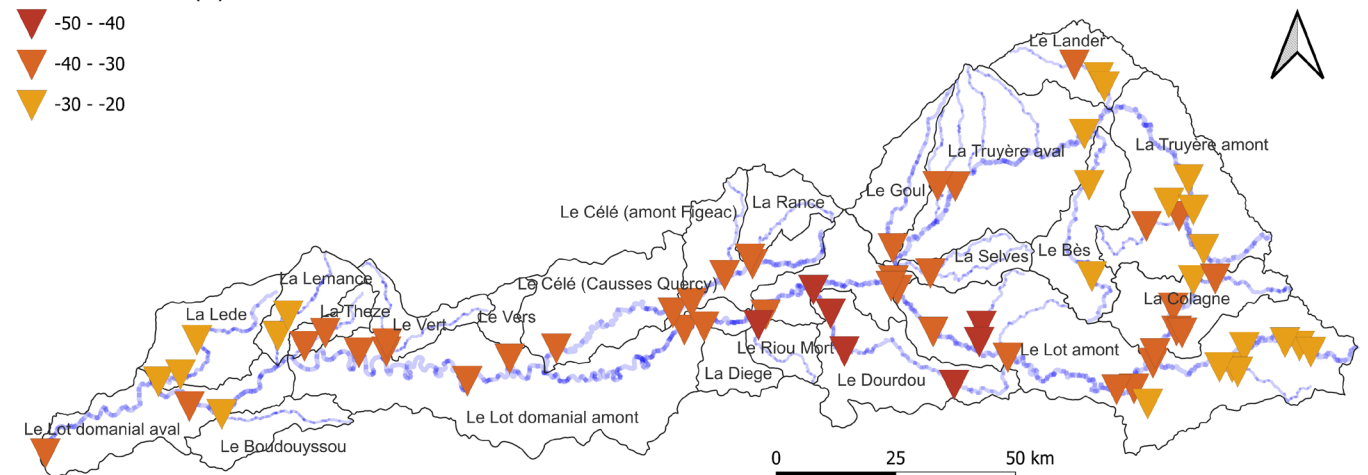 -50 - -40
-40 - -30
-30 - -20
Le Lander
La Truyère aval
La Truyère amont
Le Goul
La Rance
Le Célé (amont Figeac)
La Selves
Le Bès
La Lemance
Le Célé (Causses Quercy)
La Colagne
La Lede
La Theze
Le Vert
Le Vers
Le Riou Mort
Le Lot amont
La Diege
Le Dourdou
Le Lot domanial amont
Le Lot domanial aval
Le Boudouyssou
0 25 50 km